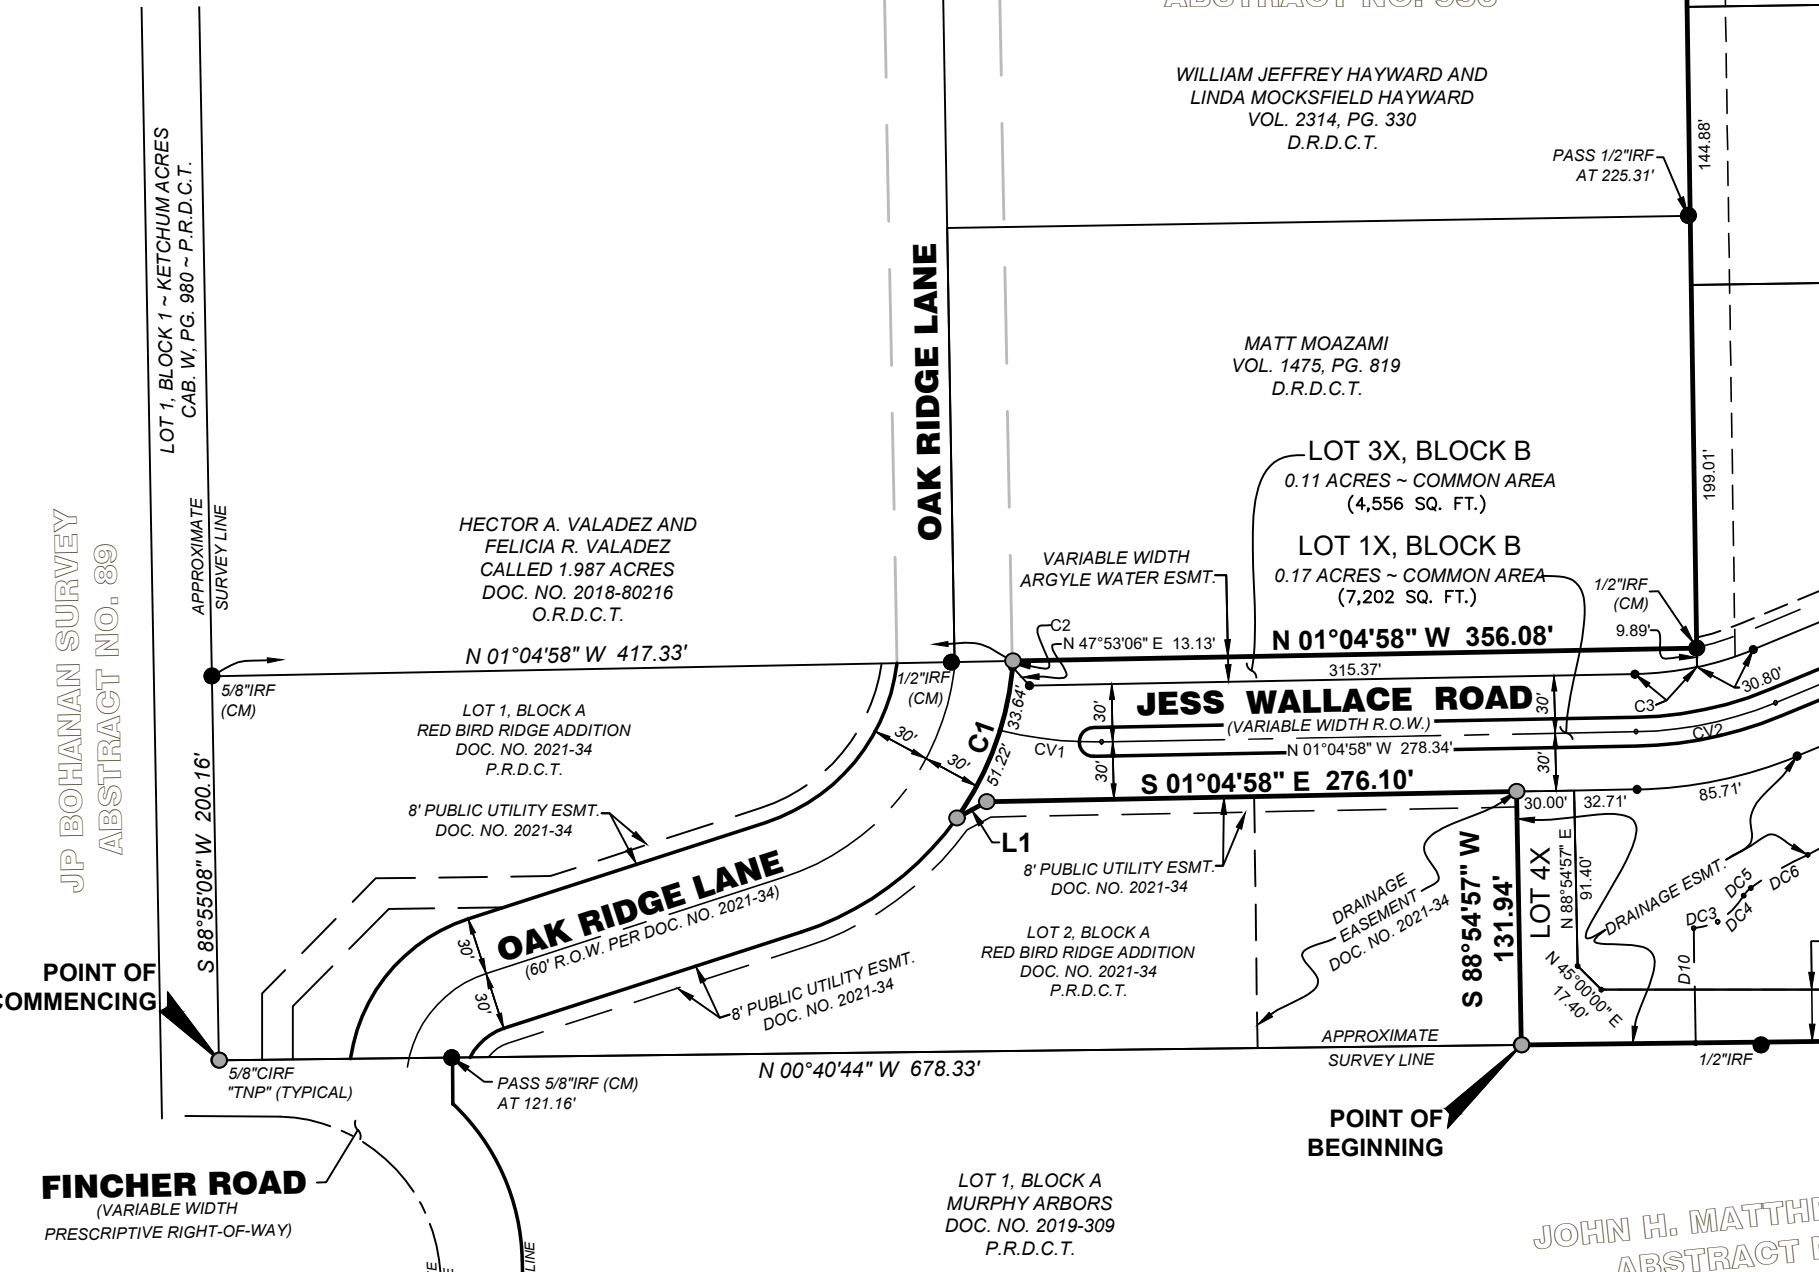 ABSTRACT NO.
WILLIAM JEFFREY HAYWARD AND
LINDA MOCKSFIELD HAYWARD
VOL. 2314, PG. 330
D.R.D.C.T.
PASS 1/2"IRF
AT 225.31'
144.88'
LOT 1, BLOCK 1 ~ KETCHUM ACRES
CAB. W, PG. 980 ~ P.R.D.C.T.
OAK RIDGE LANE
MATT MOAZAMI
VOL. 1475, PG. 819
D.R.D.C.T.
199.01'
LOT 3X, BLOCK B
0.11 ACRES ~ COMMON AREA
(4,556 SQ. FT.)
LOT 1X, BLOCK B
0.17 ACRES ~ COMMON AREA
(7,202 SQ. FT.)
JP BOHANAN SURVEY
ABSTRACT NO. 89
APPROXIMATE
SURVEY LINE
HECTOR A. VALADEZ AND
FELICIA R. VALADEZ
CALLED 1.987 ACRES
DOC. NO. 2018-80216
O.R.D.C.T.
VARIABLE WIDTH
ARGYLE WATER ESMT.
1/2"IRF
(CM)
9.89'
C2
N 47°53'06" E 13.13'
N 01°04'58" W 356.08'
315.37'
N 01°04'58" W 417.33'
5/8"IRF
(CM)
1/2"IRF
(CM)
33.64'
C1
51.22'
30'
JESS WALLACE ROAD
(VARIABLE WIDTH R.O.W.)
30'
C3
30.80'
LOT 1, BLOCK A
RED BIRD RIDGE ADDITION
DOC. NO. 2021-34
P.R.D.C.T.
30'
30'
CV1
N 01°04'58" W 278.34'
CV2
30'
30'
S 01°04'58" E 276.10'
30.00'
32.71'
85.71'
S 88°55'08" W 200.16'
8' PUBLIC UTILITY ESMT.
DOC. NO. 2021-34
L1
8' PUBLIC UTILITY ESMT.
DOC. NO. 2021-34
OAK RIDGE LANE
(60' R.O.W. PER DOC. NO. 2021-34)
30'
30'
DRAINAGE
EASEMENT
DOC. NO. 2021-34
S 88°54'57" W
131.94'
LOT 4X
N 88°54'57" E
91.40'
DRAINAGE ESMT.
DC3
DC4
DC5
DC6
D10
N 45°00'00" E
17.40'
LOT 2, BLOCK A
RED BIRD RIDGE ADDITION
DOC. NO. 2021-34
P.R.D.C.T.
8' PUBLIC UTILITY ESMT.
DOC. NO. 2021-34
POINT OF
COMMENCING
5/8"CIRF
"TNP" (TYPICAL)
PASS 5/8"IRF (CM)
AT 121.16'
N 00°40'44" W 678.33'
APPROXIMATE
SURVEY LINE
1/2"IRF
POINT OF
BEGINNING
FINCHER ROAD
(VARIABLE WIDTH
PRESCRIPTIVE RIGHT-OF-WAY)
LOT 1, BLOCK A
MURPHY ARBORS
DOC. NO. 2019-309
P.R.D.C.T.
LINE
JOHN H.
ABSTRACT